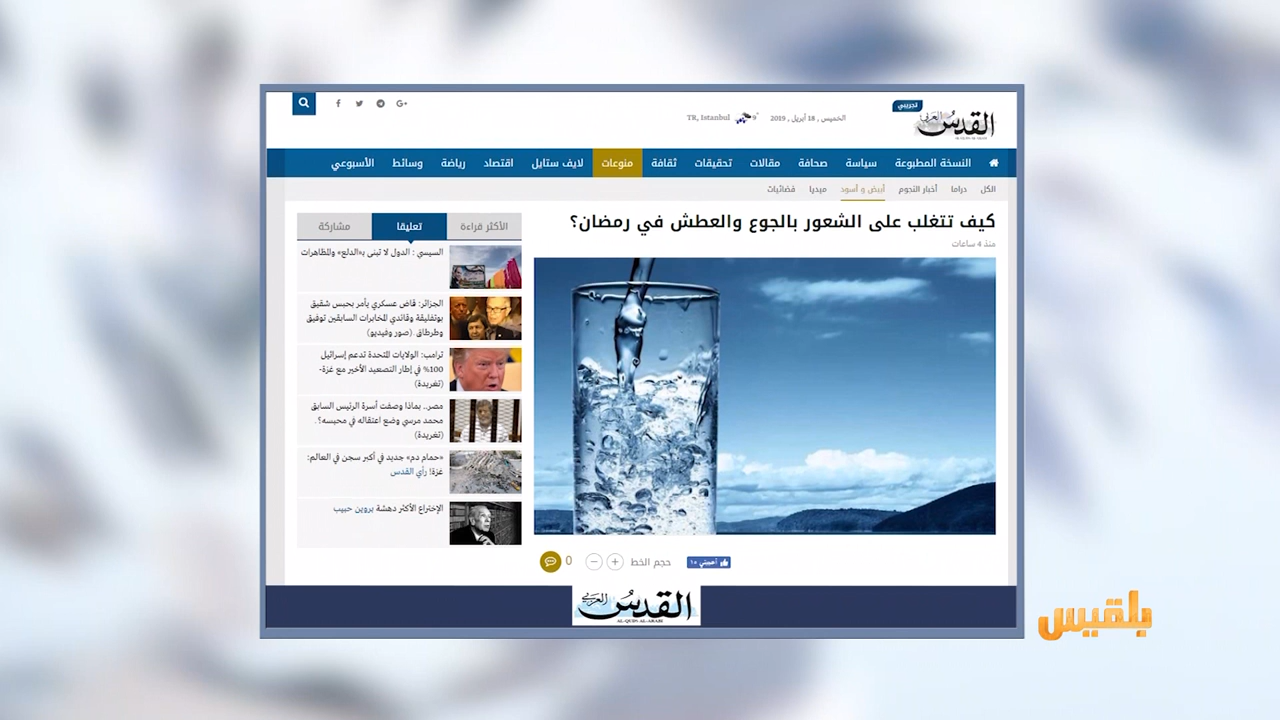 تجريبي
القدس العربي
الخميس , 18 أبريل , 2019
9°
TR, Istanbul
النسخة المطبوعة
سياسة
صحافة
مقالات
تحقيقات
ثقافة
منوعات
لايف ستايل
اقتصاد
رياضة
وسائط
الأسبوعي
الكل
دراما
أخبار النجوم
أبيض و أسود
ميديا
فضائيات
كيف تتغلب على الشعور بالجوع والعطش في رمضان؟
منذ 4 ساعات
حجم الخط
0
أعجبني ١٥
الأكثر قراءة
تعليقا
مشاركة
السيسي : الدول لا تبنى بـ«الدلع» والمظاهرات
الجزائر: قاض عسكري يأمر بحبس شقيق
بوتفليقة وقائدي المخابرات السابقين توفيق
وطرطاق (صور وفيديو)
ترامب: الولايات المتحدة تدعم إسرائيل
100% في إطار التصعيد الأخير مع غزة-
(تغريدة)
مصر.. بماذا وصفت أسرة الرئيس السابق
محمد مرسي وضع اعتقاله في محبسه؟
(تغريدة)
«حمام دم» جديد في أكبر سجن في العالم:
غزة! رأي القدس
الإختراع الأكثر دهشة بروين حبيب
القدس العربي
AL-QUDS AL-ARABI
بلقيس